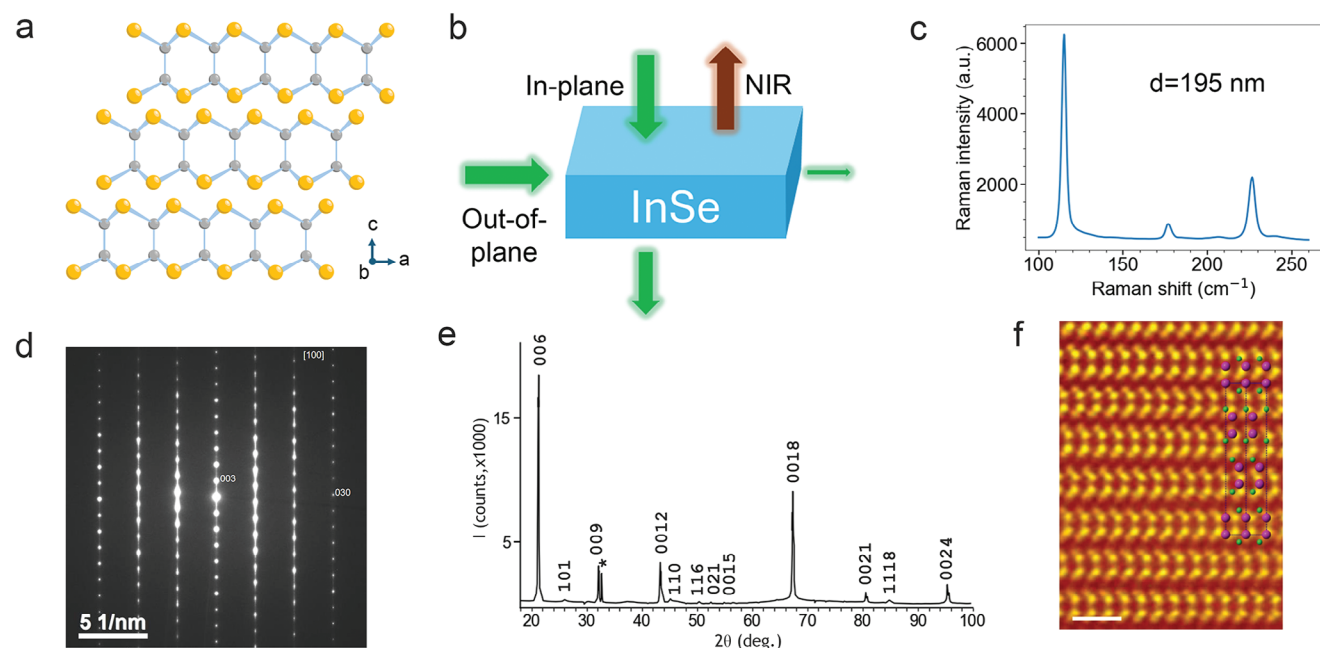 a
c
b
a
b
In-plane
NIR
Out-of-
plane
InSe
c
d=195 nm
Raman intensity (a.u.)
6000
4000
2000
100
150
200
250
Raman shift (cm⁻¹)
d
[100]
003
030
5 1/nm
e
I (counts,x1000)
15
5
006
101
009
*
0012
110
116
021
0015
0018
0021
1118
0024
20
30
40
50
60
70
80
90
100
2θ (deg.)
f